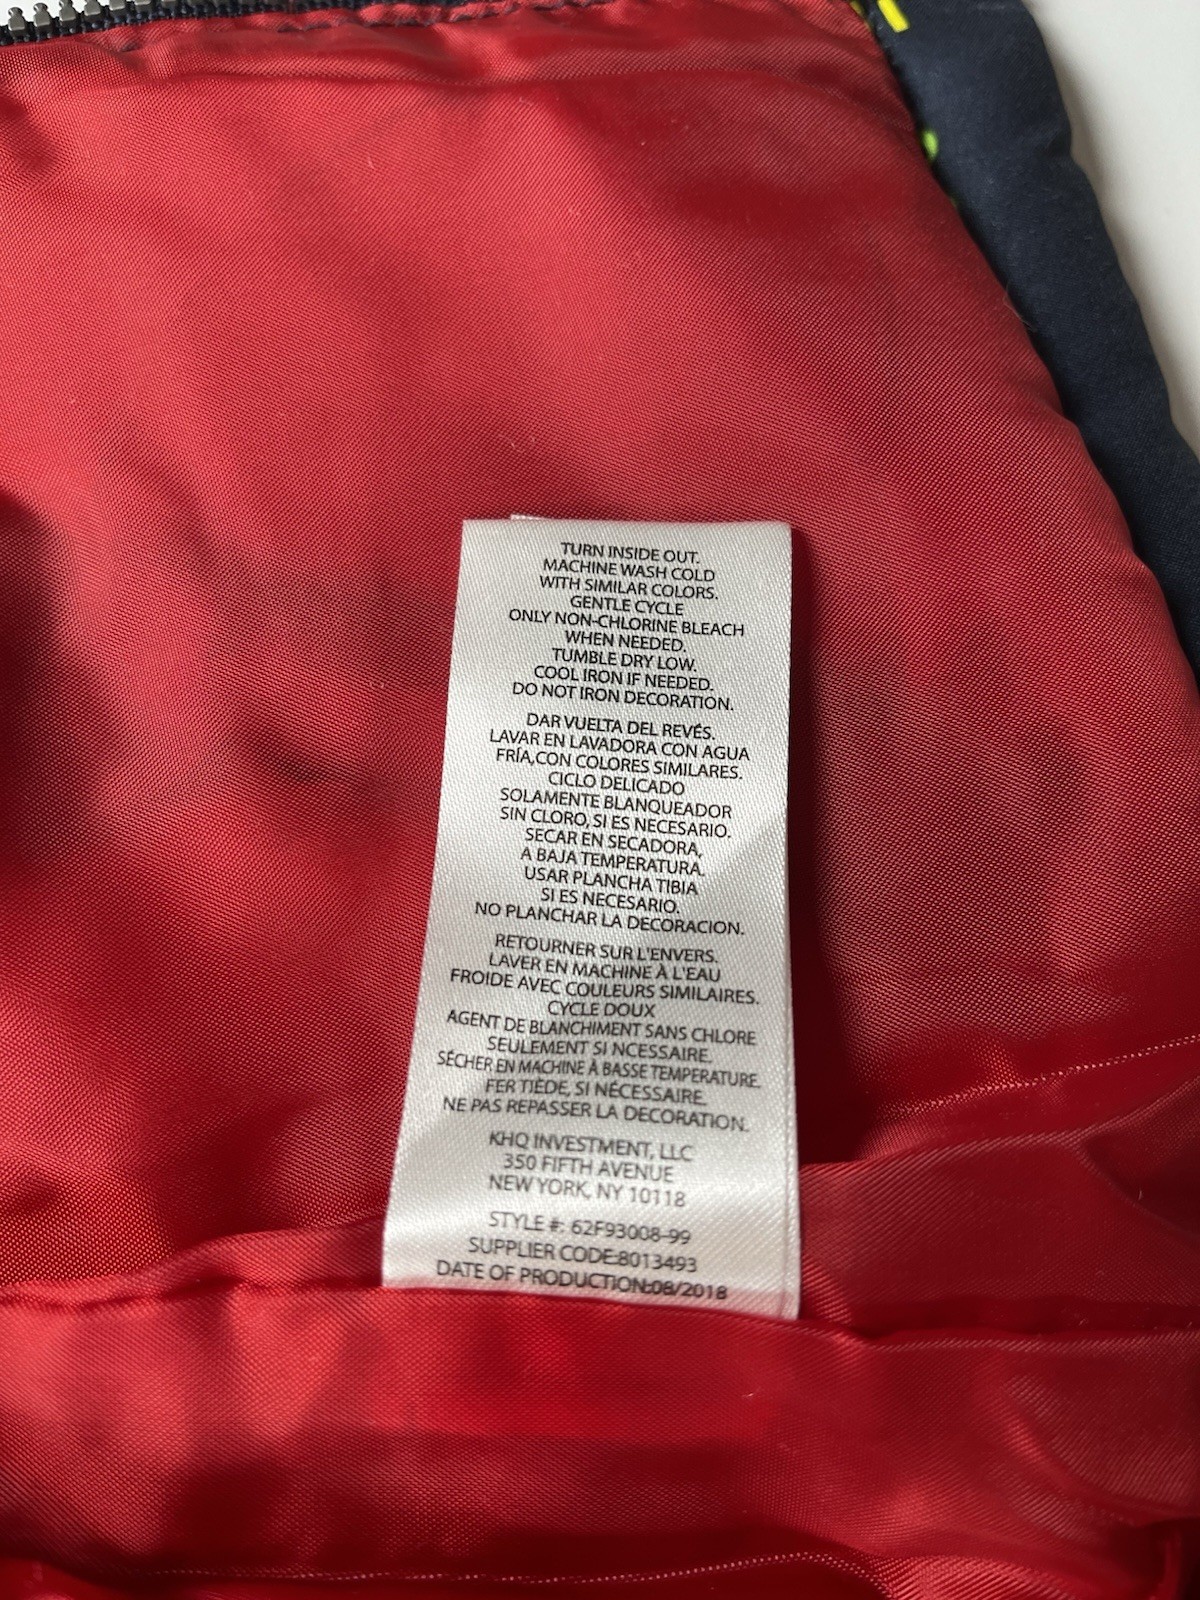 TURN INSIDE OUT.
MACHINE WASH COLD
WITH SIMILAR COLORS.
GENTLE CYCLE
ONLY NON-CHLORINE BLEACH
WHEN NEEDED.
TUMBLE DRY LOW.
COOL IRON IF NEEDED.
DO NOT IRON DECORATION.
DAR VUELTA DEL REVÉS.
LAVAR EN LAVADORA CON AGUA
FRÍA,CON COLORES SIMILARES.
CICLO DELICADO
SOLAMENTE BLANQUEADOR
SIN CLORO, SI ES NECESARIO.
SECAR EN SECADORA,
A BAJA TEMPERATURA.
USAR PLANCHA TIBIA
SI ES NECESARIO.
NO PLANCHAR LA DECORACION.
RETOURNER SUR L'ENVERS.
LAVER EN MACHINE À L'EAU
FROIDE AVEC COULEURS SIMILAIRES.
CYCLE DOUX
AGENT DE BLANCHIMENT SANS CHLORE
SEULEMENT SI NCESSAIRE.
SÉCHER EN MACHINE À BASSE TEMPERATURE.
FER TIÈDE, SI NÉCESSAIRE.
NE PAS REPASSER LA DECORATION.
KHQ INVESTMENT, LLC
350 FIFTH AVENUE
NEW YORK, NY 10118
STYLE #: 62F93008-99
SUPPLIER CODE:8013493
DATE OF PRODUCTION:08/2018